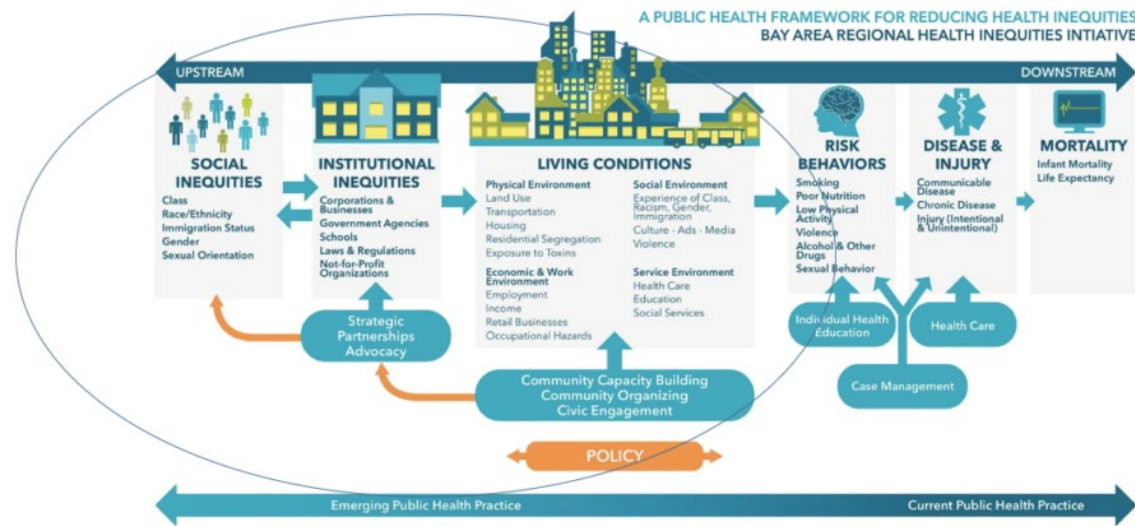 A PUBLIC HEALTH FRAMEWORK FOR REDUCING HEALTH INEQUITIES
BAY AREA REGIONAL HEALTH INEQUITIES INTIATIVE
UPSTREAM
DOWNSTREAM
SOCIAL
INEQUITIES
Class
Race/Ethnicity
Immigration Status
Gender
Sexual Orientation
INSTITUTIONAL
INEQUITIES
Corporations &
Businesses
Government Agencies
Schools
Laws & Regulations
Not-for-Profit
Organizations
LIVING CONDITIONS
Physical Environment
Land Use
Transportation
Housing
Residential Segregation
Exposure to Toxins
Economic & Work
Environment
Employment
Income
Retail Businesses
Occupational Hazards
Social Environment
Experience of Class,
Racism, Gender,
Immigration
Culture - Ads - Media
Violence
Service Environment
Health Care
Education
Social Services
RISK
BEHAVIORS
Smoking
Poor Nutrition
Low Physical
Activity
Violence
Alcohol & Other
Drugs
Sexual Behavior
DISEASE &
INJURY
Communicable
Disease
Chronic Disease
Injury (Intentional
& Unintentional)
MORTALITY
Infant Mortality
Life Expectancy
Strategic
Partnerships
Advocacy
Community Capacity Building
Community Organizing
Civic Engagement
Individual Health
Education
Health Care
Case Management
POLICY
Emerging Public Health Practice
Current Public Health Practice